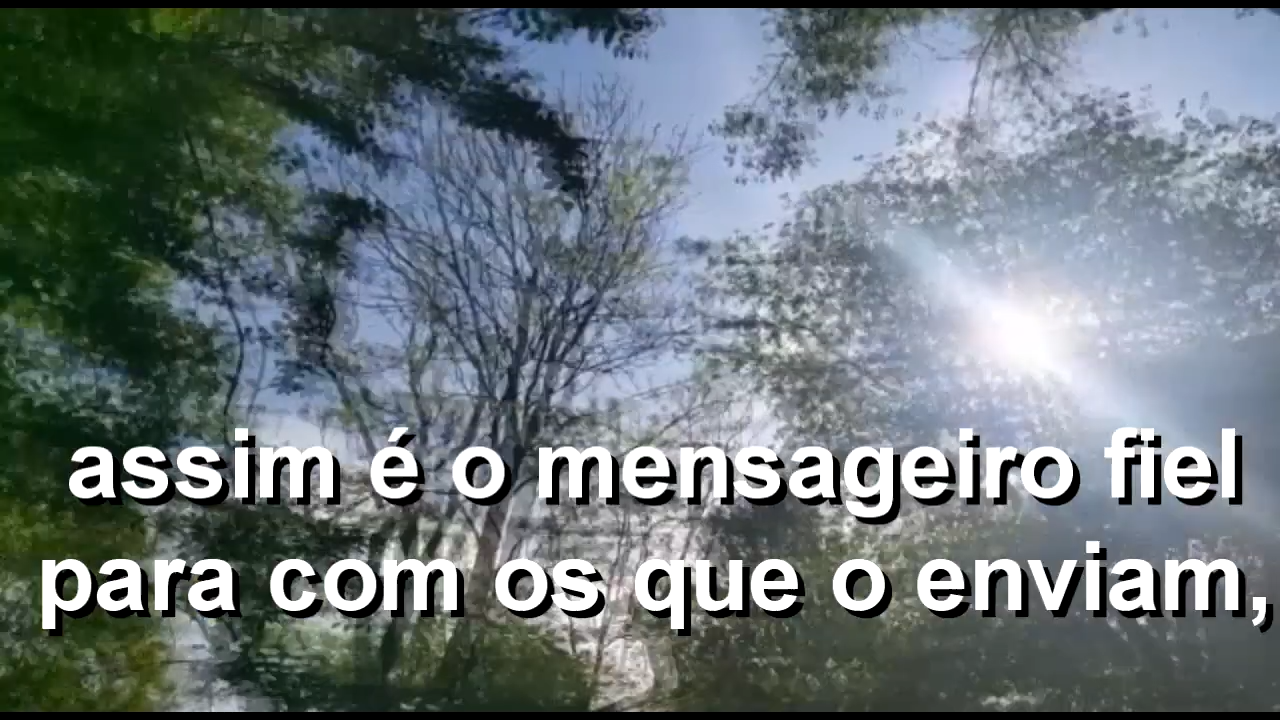 assim é o mensageiro fiel
para com os que o enviam,